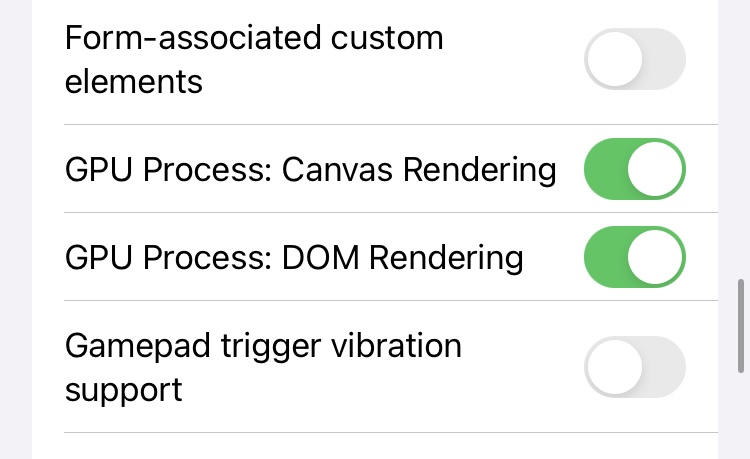 Form-associated custom
elements
GPU Process: Canvas Rendering
GPU Process: DOM Rendering
Gamepad trigger vibration
support